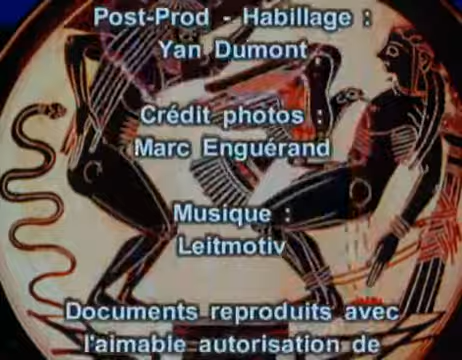 Post-Prod - Habillage :
Yan Dumont
Crédit photos :
Marc Enguérand
Musique :
Leitmotiv
Documents reproduits avec
l'aimable autorisation de